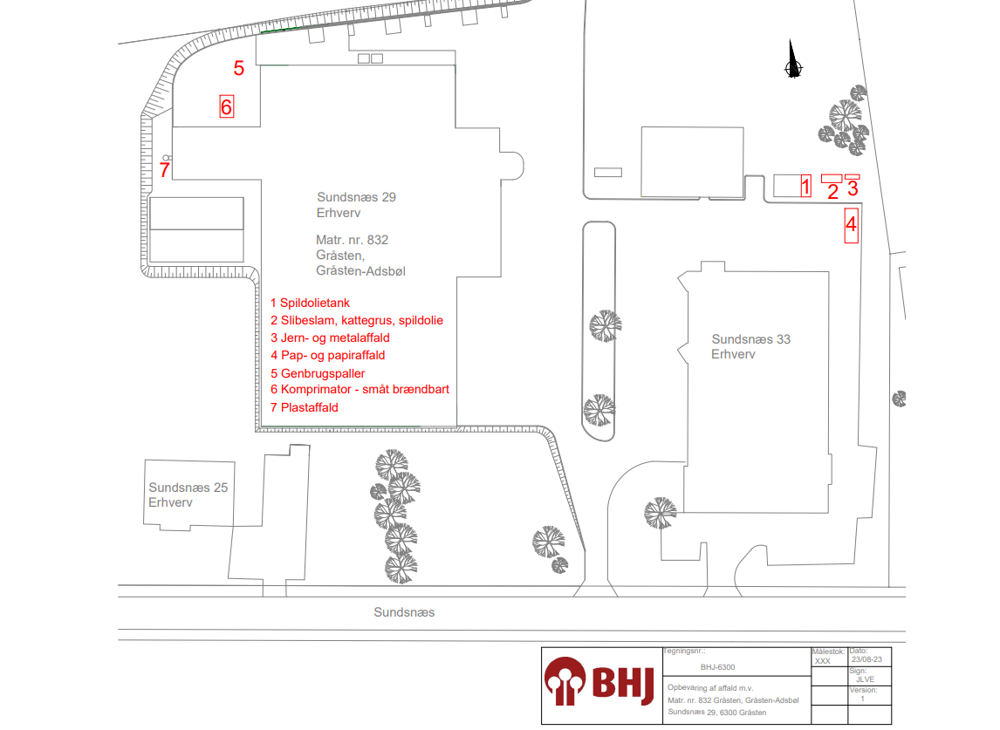 5
6
7
1
2
3
4
Sundsnæs 29
Erhverv
Matr. nr. 832
Gråsten,
Gråsten-Adsbøl
1 Spildolietank
2 Slibeslam, kattegrus, spildolie
3 Jern- og metalaffald
4 Pap- og papiraffald
5 Genbrugspaller
6 Komprimator - småt brændbart
7 Plastaffald
Sundsnæs 33
Erhverv
Sundsnæs 25
Erhverv
Sundsnæs
BHJ
Tegningsnr.:
BHJ-6300
Målestok:
XXX
Dato:
23/08-23
Sign:
JLVE
Version:
1
Opbevaring af affald m.v.
Matr. nr. 832 Gråsten, Gråsten-Adsbøl
Sundsnæs 29, 6300 Gråsten